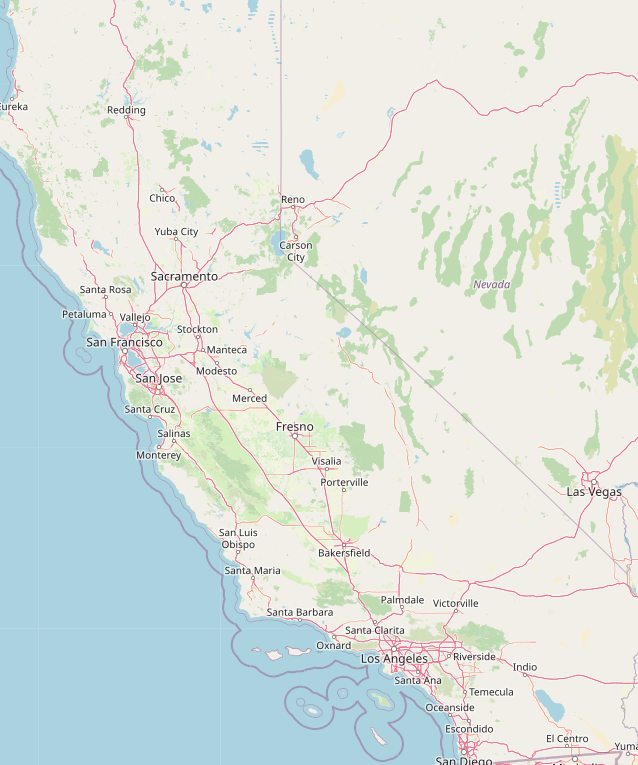 Eureka
Redding
Chico
Reno
Yuba City
Carson
City
Sacramento
Nevada
Santa Rosa
Petaluma
Vallejo
Stockton
San Francisco
Manteca
Modesto
San Jose
Merced
Santa Cruz
Fresno
Salinas
Monterey
Visalia
Porterville
Las Vegas
San Luis
Obispo
Bakersfield
Santa Maria
Palmdale
Victorville
Santa Barbara
Santa Clarita
Oxnard
Los Angeles
Riverside
Indio
Santa Ana
Temecula
Oceanside
Escondido
El Centro
Yuma
San Diego